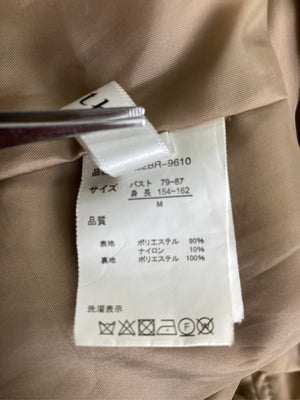 サイズ バスト 79-87
身長 154-162
M
品質
表地 ポリエステル 90%
ナイロン 10%
裏地 ポリエステル 100%
洗濯表示